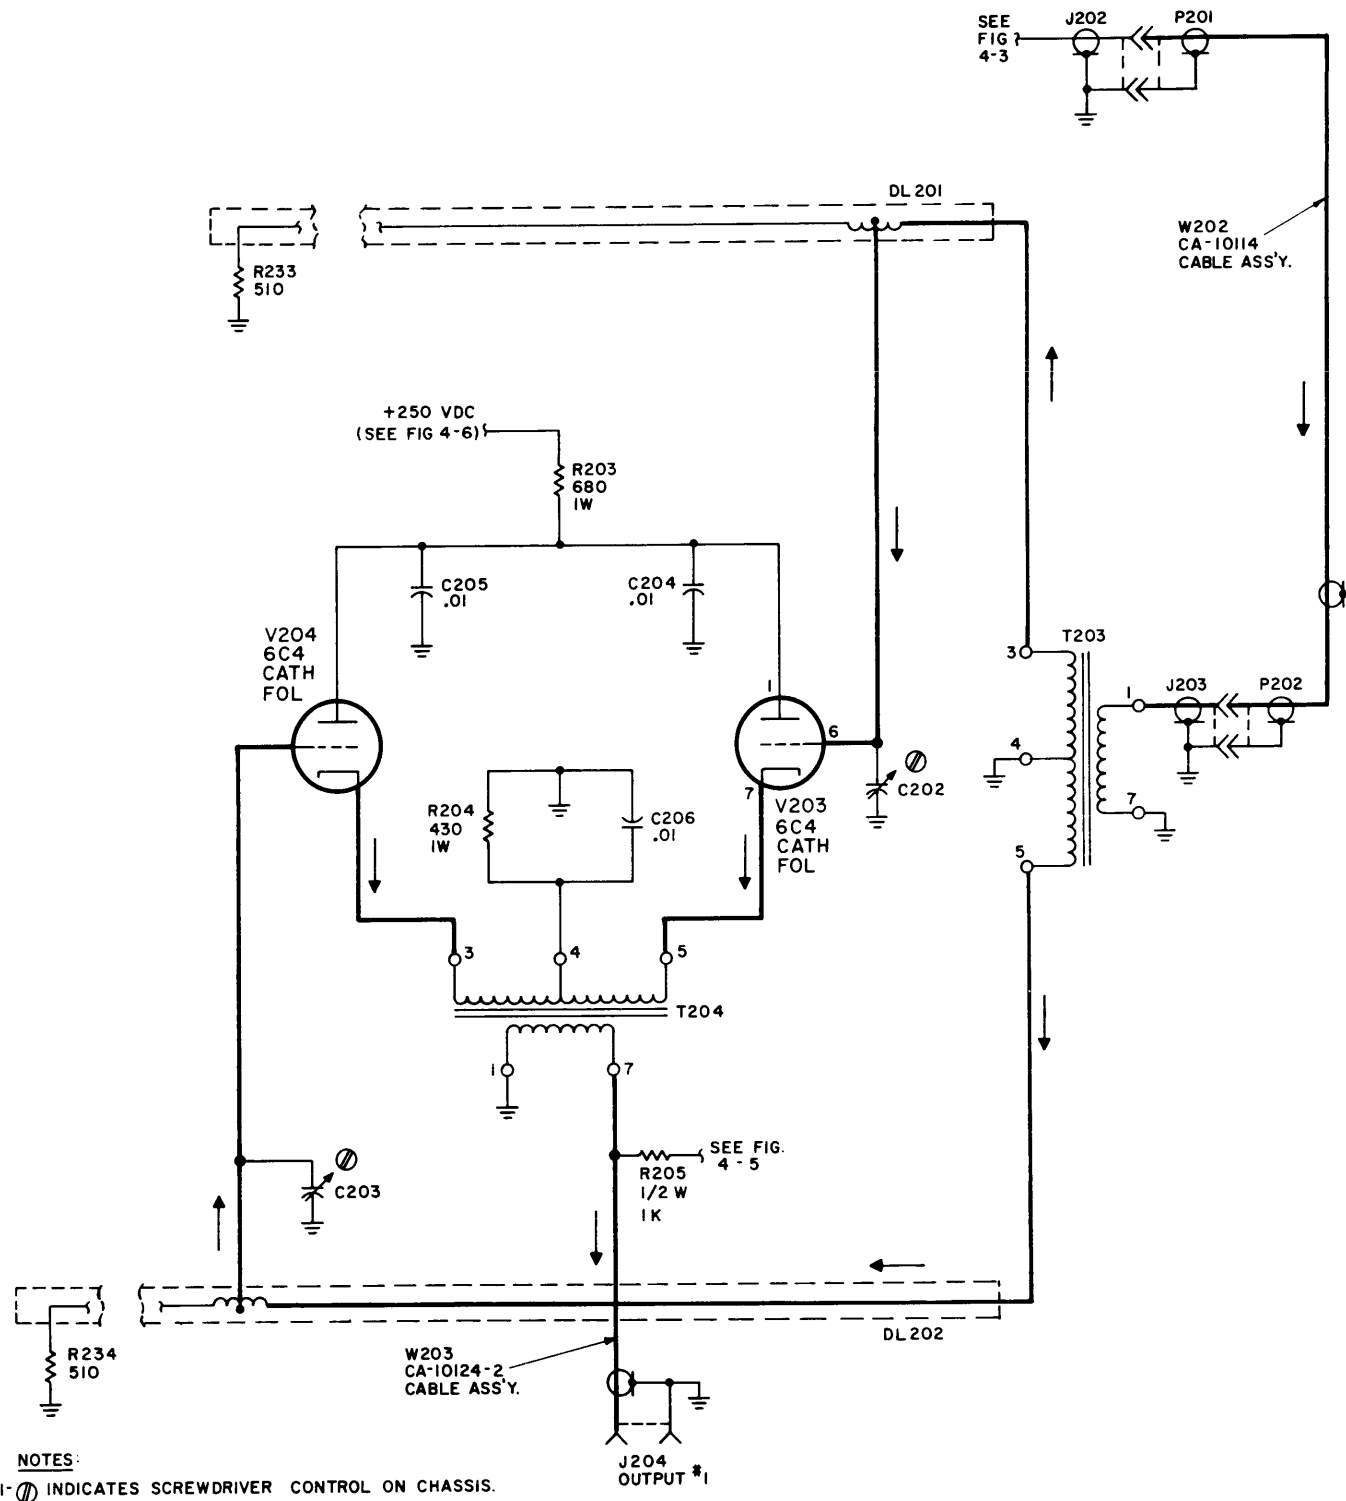 SEE
FIG
4-3
J202
P201
DL201
R233
510
W202
CA-10114
CABLE ASS'Y.
+250 VDC
(SEE FIG 4-6)
R203
680
1W
C205
.01
C204
.01
V204
6C4
CATH
FOL
1
6
7
C202
V203
6C4
CATH
FOL
R204
430
1W
C206
.01
T203
3
4
5
1
7
J203
P202
3
4
5
T204
1
7
SEE FIG.
4-5
R205
1/2 W
1K
C203
DL202
R234
510
W203
CA-10124-2
CABLE ASS'Y.
J204
OUTPUT #1
NOTES:
1- INDICATES SCREWDRIVER CONTROL ON CHASSIS.